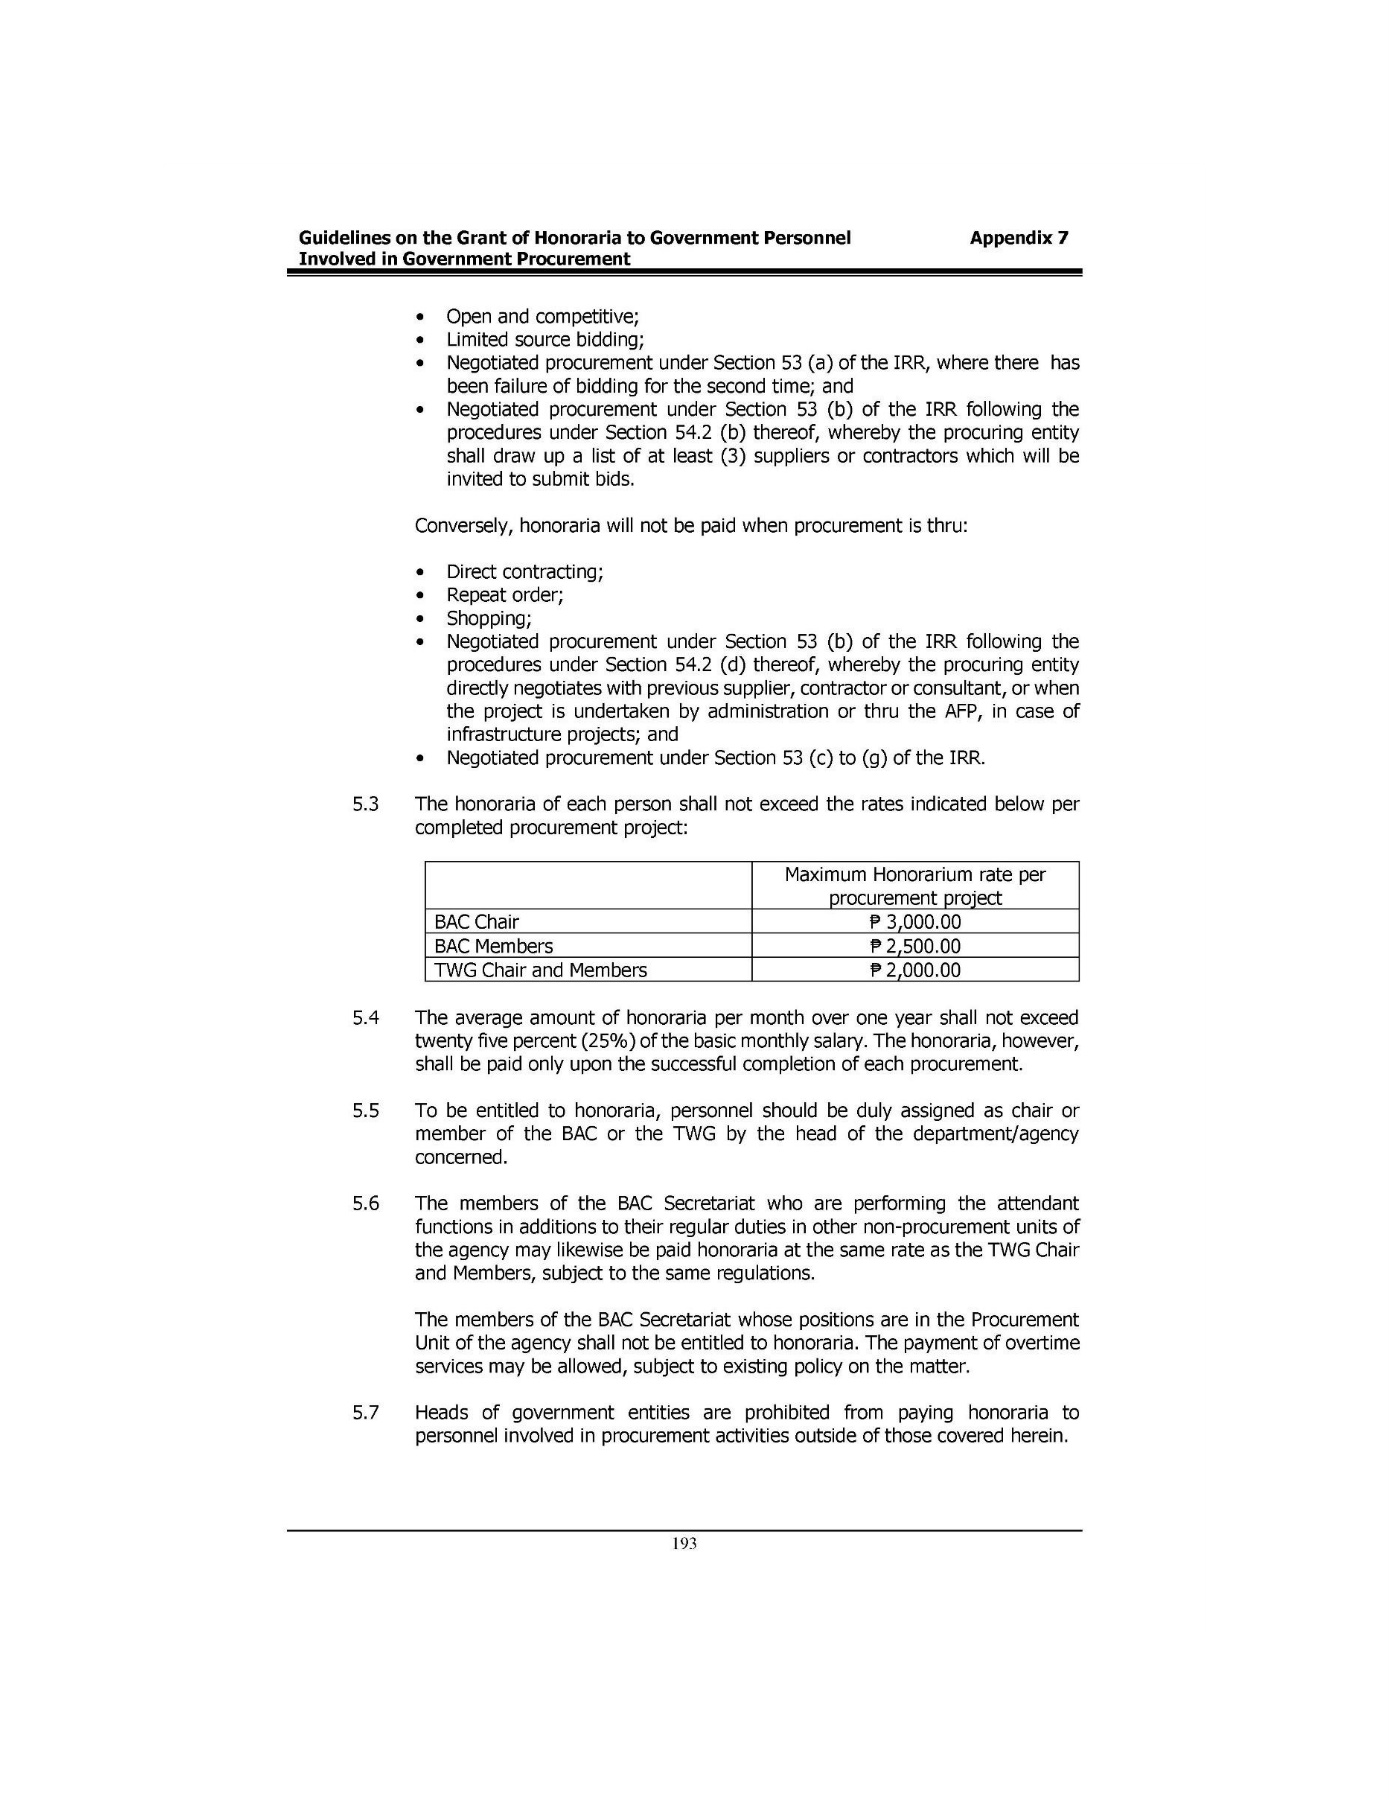 Guidelines on the Grant of Honoraria to Government Personnel Appendix 7
Involved in Government Procurement
• Open and competitive;
• Limited source bidding;
• Negotiated procurement under Section 53 (a) of the IRR, where there has
been failure of bidding for the second time; and
• Negotiated procurement under Section 53 (b) of the IRR following the
procedures under Section 54.2 (b) thereof, whereby the procuring entity
shall draw up a list of at least (3) suppliers or contractors which will be
invited to submit bids.
Conversely, honoraria will not be paid when procurement is thru:
• Direct contracting;
• Repeat order;
• Shopping;
• Negotiated procurement under Section 53 (b) of the IRR following the
procedures under Section 54.2 (d) thereof, whereby the procuring entity
directly negotiates with previous supplier, contractor or consultant, or when
the project is undertaken by administration or thru the AFP, in case of
infrastructure projects; and
• Negotiated procurement under Section 53 (c) to (g) of the IRR.
5.3 The honoraria of each person shall not exceed the rates indicated below per
completed procurement project:
Maximum Honorarium rate per
procurement project
BAC Chair ₱ 3,000.00
BAC Members ₱ 2,500.00
TWG Chair and Members ₱ 2,000.00
5.4 The average amount of honoraria per month over one year shall not exceed
twenty five percent (25%) of the basic monthly salary. The honoraria, however,
shall be paid only upon the successful completion of each procurement.
5.5 To be entitled to honoraria, personnel should be duly assigned as chair or
member of the BAC or the TWG by the head of the department/agency
concerned.
5.6 The members of the BAC Secretariat who are performing the attendant
functions in additions to their regular duties in other non-procurement units of
the agency may likewise be paid honoraria at the same rate as the TWG Chair
and Members, subject to the same regulations.
The members of the BAC Secretariat whose positions are in the Procurement
Unit of the agency shall not be entitled to honoraria. The payment of overtime
services may be allowed, subject to existing policy on the matter.
5.7 Heads of government entities are prohibited from paying honoraria to
personnel involved in procurement activities outside of those covered herein.
193